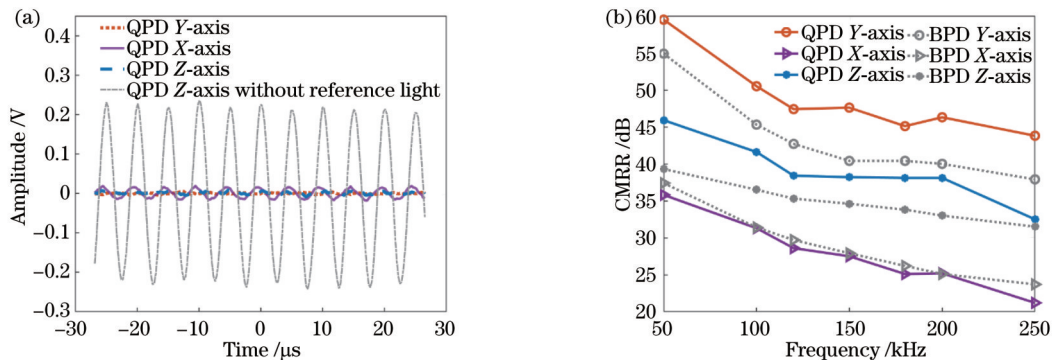 (a)
0.4
0.3
0.2
0.1
0
−0.1
−0.2
−0.3
Amplitude /V
QPD Y-axis
QPD X-axis
QPD Z-axis
QPD Z-axis without reference light
−30 −20 −10 0 10 20 30
Time /μs
(b)
60
55
50
45
40
35
30
25
20
CMRR /dB
QPD Y-axis BPD Y-axis
QPD X-axis BPD X-axis
QPD Z-axis BPD Z-axis
50 100 150 200 250
Frequency /kHz